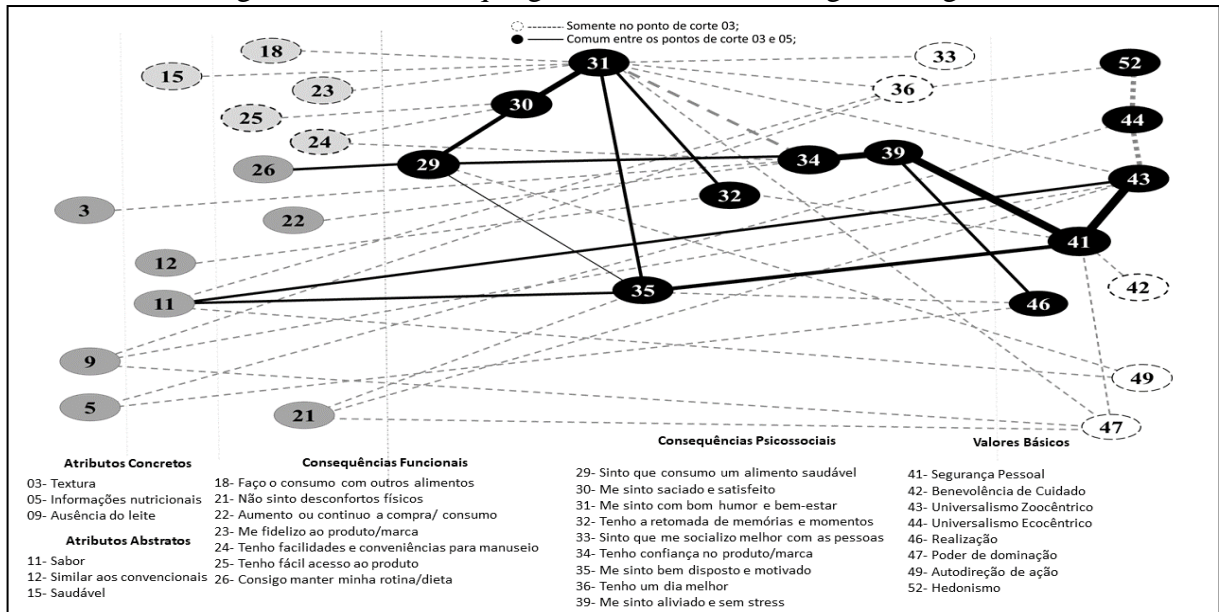 Somente no ponto de corte 03;
Comum entre os pontos de corte 03 e 05;
18
31
33
52
15
23
36
30
25
44
24
26
29
34
39
43
3
22
32
41
12
11
35
46
42
9
49
5
21
47
Atributos Concretos
03- Textura
05- Informações nutricionais
09- Ausência do leite
Atributos Abstratos
11- Sabor
12- Similar aos convencionais
15- Saudável
Consequências Funcionais
18- Faço o consumo com outros alimentos
21- Não sinto desconfortos físicos
22- Aumento ou continuo a compra/ consumo
23- Me fidelizo ao produto/marca
24- Tenho facilidades e conveniências para manuseio
25- Tenho fácil acesso ao produto
26- Consigo manter minha rotina/dieta
Consequências Psicossociais
29- Sinto que consumo um alimento saudável
30- Me sinto saciado e satisfeito
31- Me sinto com bom humor e bem-estar
32- Tenho a retomada de memórias e momentos
33- Sinto que me socializo melhor com as pessoas
34- Tenho confiança no produto/marca
35- Me sinto bem disposto e motivado
36- Tenho um dia melhor
39- Me sinto aliviado e sem stress
Valores Básicos
41- Segurança Pessoal
42- Benevolência de Cuidado
43- Universalismo Zoocêntrico
44- Universalismo Ecocêntrico
46- Realização
47- Poder de dominação
49- Autodireção de ação
52- Hedonismo